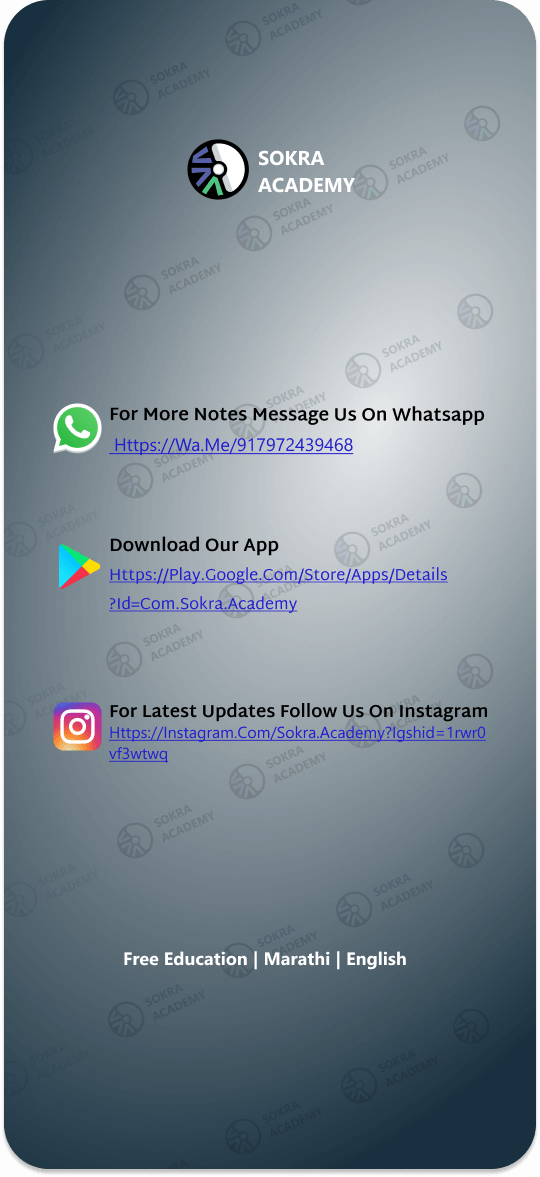 SOKRA
ACADEMY
For More Notes Message Us On Whatsapp
Https://Wa.Me/917972439468
Download Our App
Https://Play.Google.Com/Store/Apps/Details
?Id=Com.Sokra.Academy
For Latest Updates Follow Us On Instagram
Https://Instagram.Com/Sokra.Academy?Igshid=1rwr0
vf3wtwq
Free Education | Marathi | English